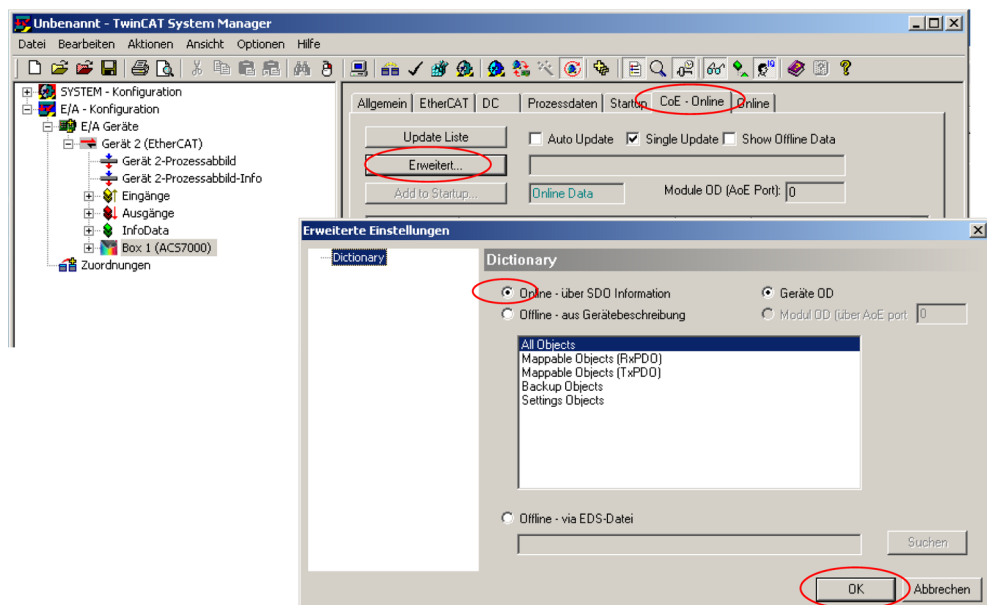 Unbenannt - TwinCAT System Manager
Datei Bearbeiten Aktionen Ansicht Optionen Hilfe
SYSTEM - Konfiguration
E/A - Konfiguration
E/A Geräte
Gerät 2 (EtherCAT)
Gerät 2-Prozessabbild
Gerät 2-Prozessabbild-Info
Eingänge
Ausgänge
InfoData
Box 1 (ACS7000)
Zuordnungen
Allgemein EtherCAT DC Prozessdaten Startup CoE - Online Online
Update Liste Auto Update Single Update Show Offline Data
Erweitert...
Add to Startup... Online Data Module OD (AoE Port): 0
Erweiterte Einstellungen
Dictionary
Dictionary
Online - über SDO Information Geräte OD
Offline - aus Gerätebeschreibung Modul OD (über AoE port 0
All Objects
Mappable Objects (RxPDO)
Mappable Objects (TxPDO)
Backup Objects
Settings Objects
Offline - via EDS-Datei
Suchen
OK Abbrechen